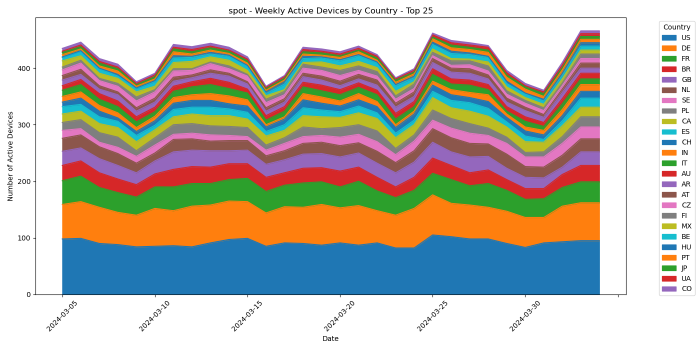 spot - Weekly Active Devices by Country - Top 25
Country
US
DE
FR
BR
GB
NL
SE
PL
CA
ES
CH
IN
IT
AU
AR
AT
CZ
FI
MX
BE
HU
PT
JP
UA
CO
Number of Active Devices
400
300
200
100
0
2024-03-05
2024-03-10
2024-03-15
2024-03-20
2024-03-25
2024-03-30
Date